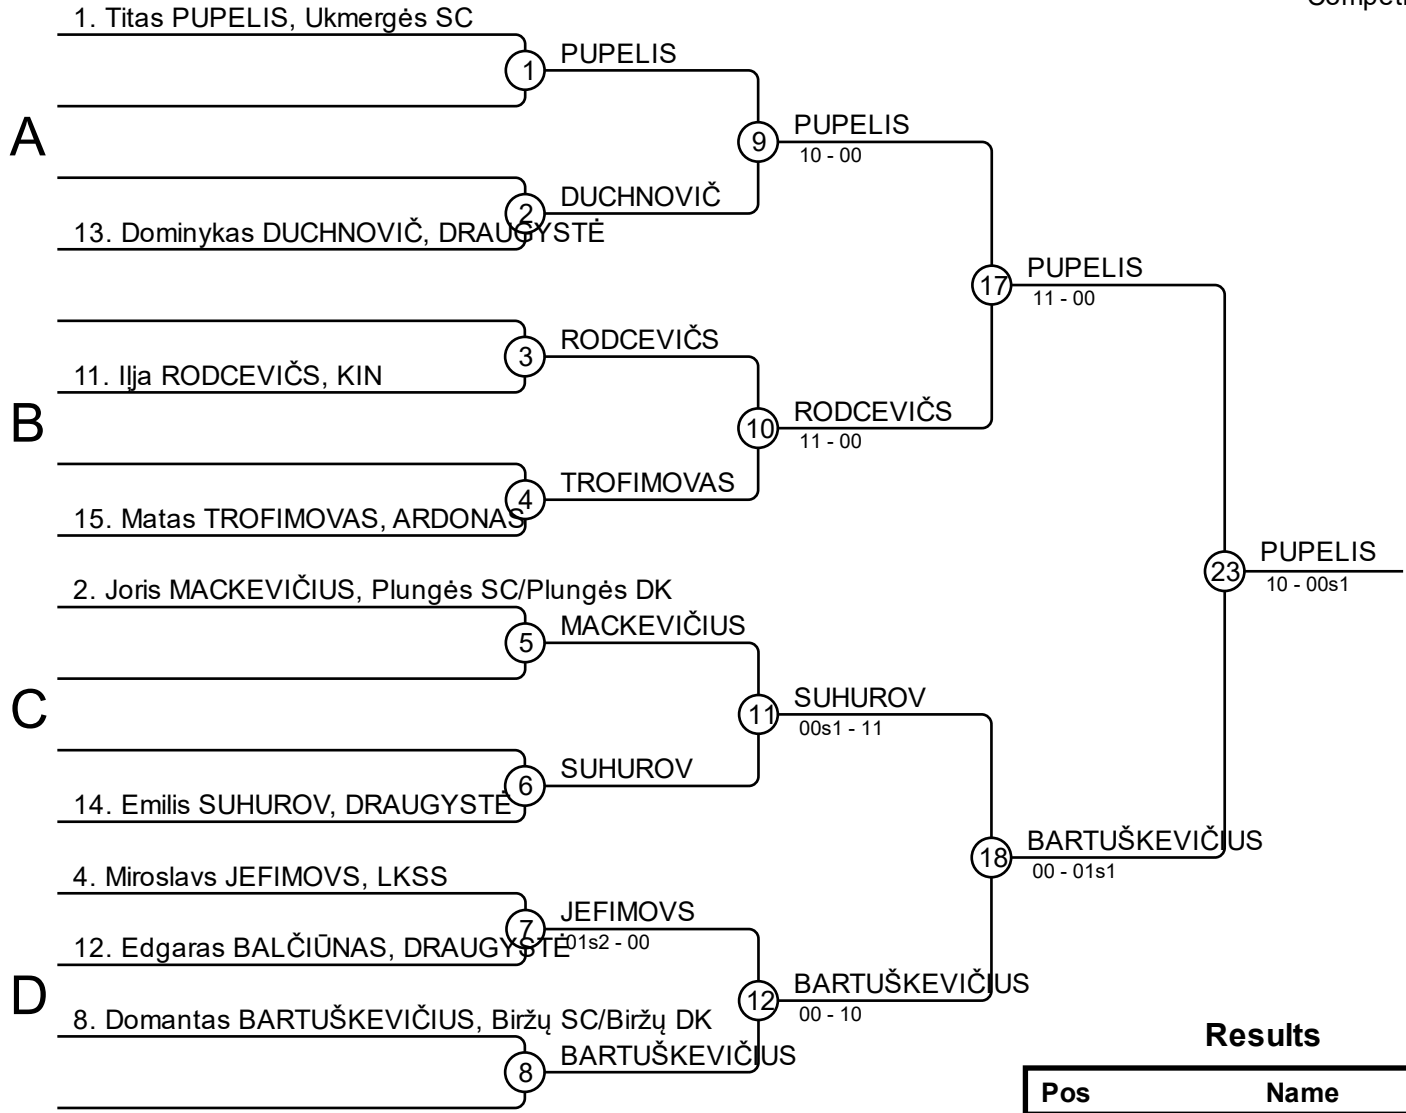 1. Titas PUPELIS, Ukmergės SC
1
PUPELIS
A
9
PUPELIS
10 - 00
2
DUCHNOVIČ
13. Dominykas DUCHNOVIČ, DRAUGYSTĖ
17
PUPELIS
11 - 00
3
RODCEVIČS
11. Iļja RODCEVIČS, KIN
B
10
RODCEVIČS
11 - 00
4
TROFIMOVAS
15. Matas TROFIMOVAS, ARDONAS
23
PUPELIS
10 - 00s1
2. Joris MACKEVIČIUS, Plungės SC/Plungės DK
5
MACKEVIČIUS
C
11
SUHUROV
00s1 - 11
6
SUHUROV
14. Emilis SUHUROV, DRAUGYSTĖ
18
BARTUŠKEVIČIUS
00 - 01s1
4. Miroslavs JEFIMOVS, LKSS
7
JEFIMOVS
01s2 - 00
12. Edgaras BALČIŪNAS, DRAUGYSTĖ
D
12
BARTUŠKEVIČIUS
00 - 10
8. Domantas BARTUŠKEVIČIUS, Biržų SC/Biržų DK
8
BARTUŠKEVIČIUS
Results
Pos Name